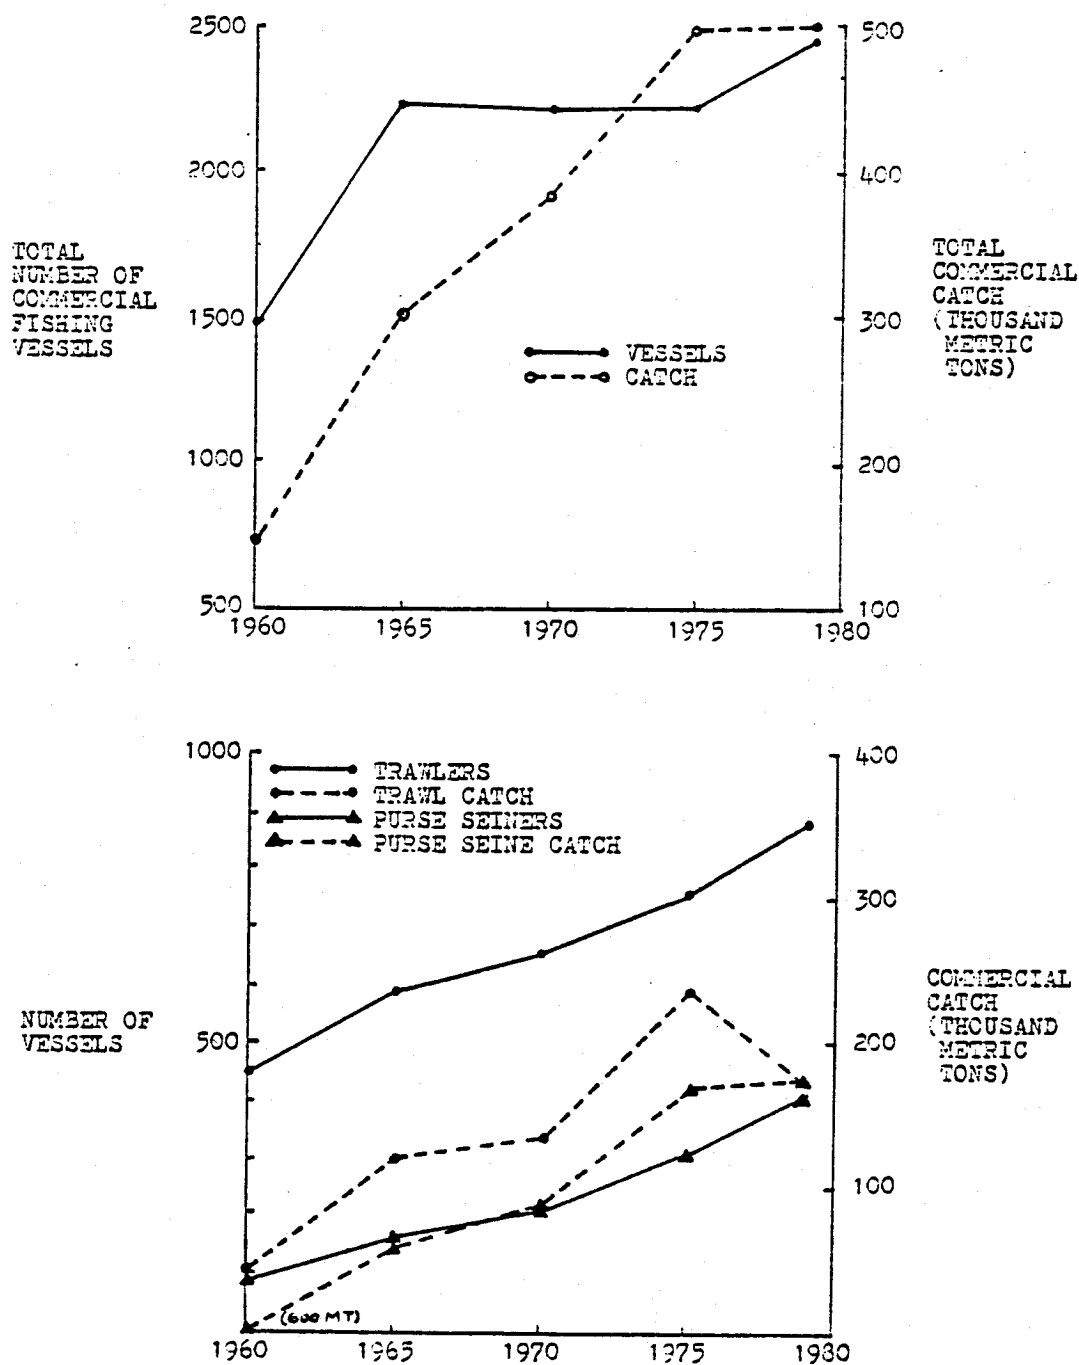 2500
2000
1500
1000
500
TOTAL
NUMBER OF
COMMERCIAL
FISHING
VESSELS
500
400
300
200
100
TOTAL
COMMERCIAL
CATCH
(THOUSAND
METRIC
TONS)
VESSELS
CATCH
1960 1965 1970 1975 1980
1000
500
NUMBER OF
VESSELS
TRAWLERS
TRAWL CATCH
PURSE SEINERS
PURSE SEINE CATCH
400
300
200
100
COMMERCIAL
CATCH
(THOUSAND
METRIC
TONS)
(600 MT)
1960 1965 1970 1975 1980